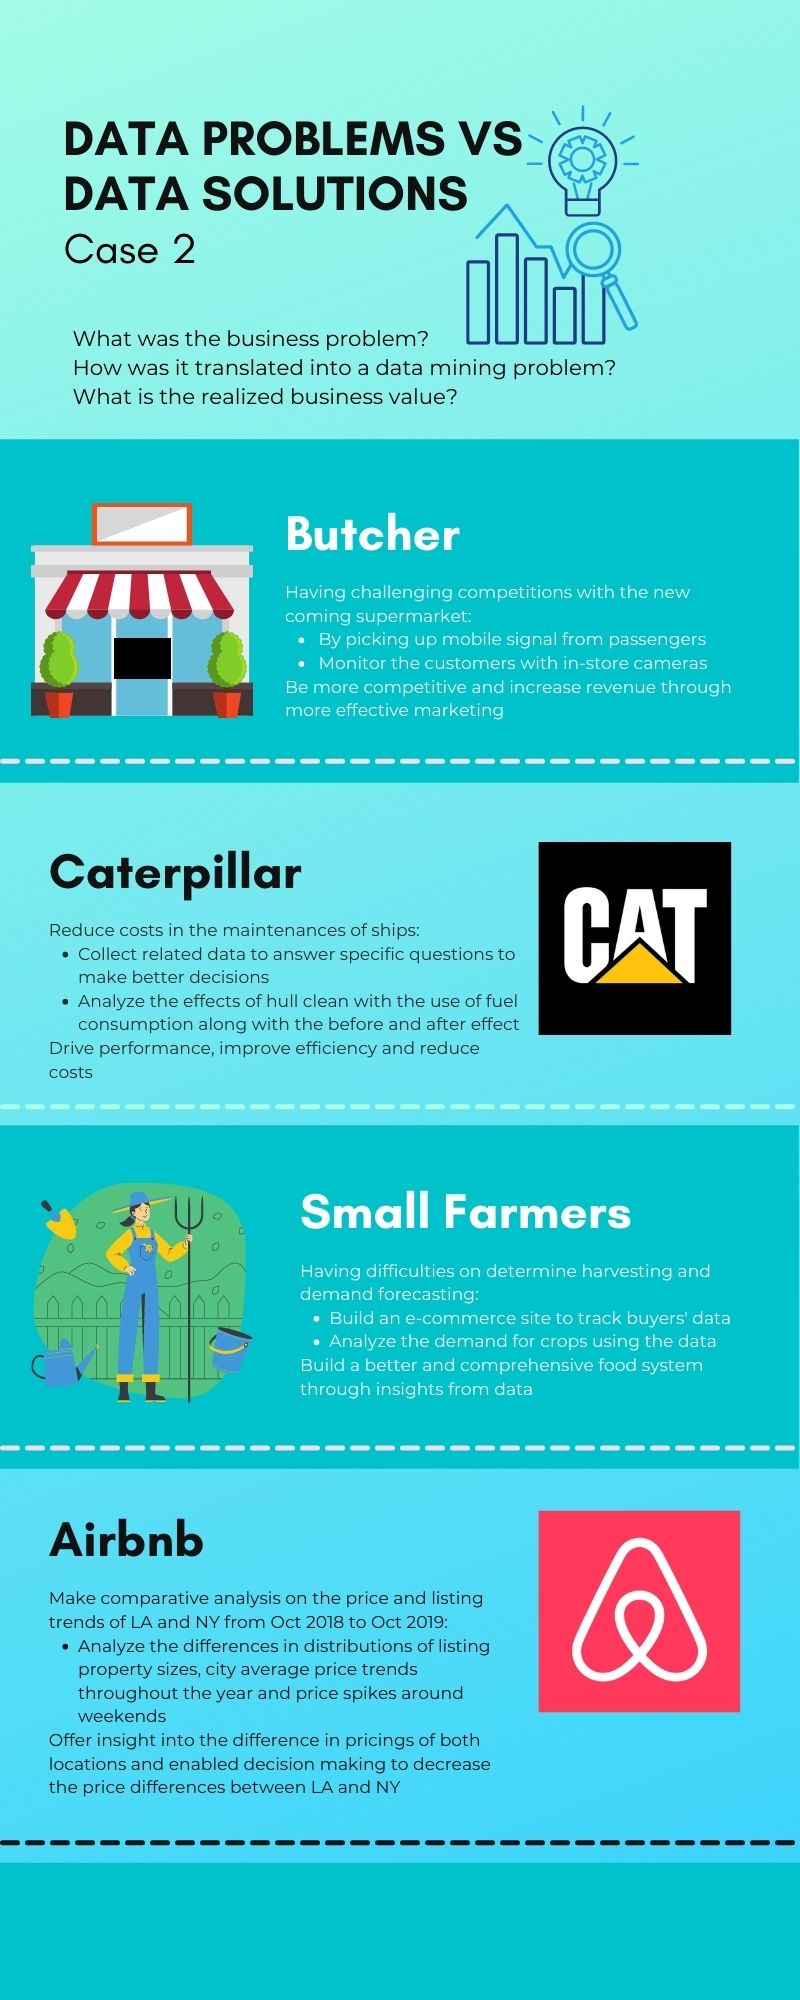 DATA PROBLEMS VS
DATA SOLUTIONS
Case 2
What was the business problem?
How was it translated into a data mining problem?
What is the realized business value?
Butcher
Having challenging competitions with the new
coming supermarket:
• By picking up mobile signal from passengers
• Monitor the customers with in-store cameras
Be more competitive and increase revenue through
more effective marketing
Caterpillar
CAT
Reduce costs in the maintenances of ships:
• Collect related data to answer specific questions to
make better decisions
• Analyze the effects of hull clean with the use of fuel
consumption along with the before and after effect
Drive performance, improve efficiency and reduce
costs
Small Farmers
Having difficulties on determine harvesting and
demand forecasting:
• Build an e-commerce site to track buyers' data
• Analyze the demand for crops using the data
Build a better and comprehensive food system
through insights from data
Airbnb
Make comparative analysis on the price and listing
trends of LA and NY from Oct 2018 to Oct 2019:
• Analyze the differences in distributions of listing
property sizes, city average price trends
throughout the year and price spikes around
weekends
Offer insight into the difference in pricings of both
locations and enabled decision making to decrease
the price differences between LA and NY